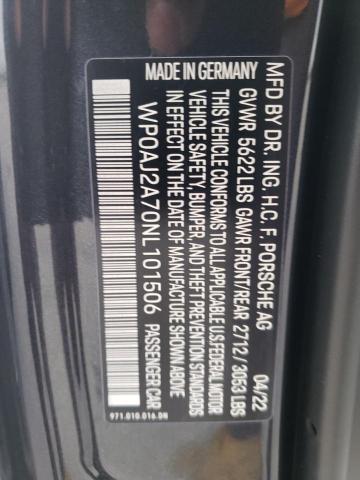 MFD BY DR. ING. H.C. F. PORSCHE AG 04/22
GVWR 5622 LBS GAWR FRONT/REAR 2712 / 3053 LBS
THIS VEHICLE CONFORMS TO ALL APPLICABLE U.S.FEDERAL MOTOR
VEHICLE SAFETY, BUMPER, AND THEFT PREVENTION STANDARDS
IN EFFECT ON THE DATE OF MANUFACTURE SHOWN ABOVE
WP0AJ2A70NL101506 PASSENGER CAR
MADE IN GERMANY 971.010.016.DN